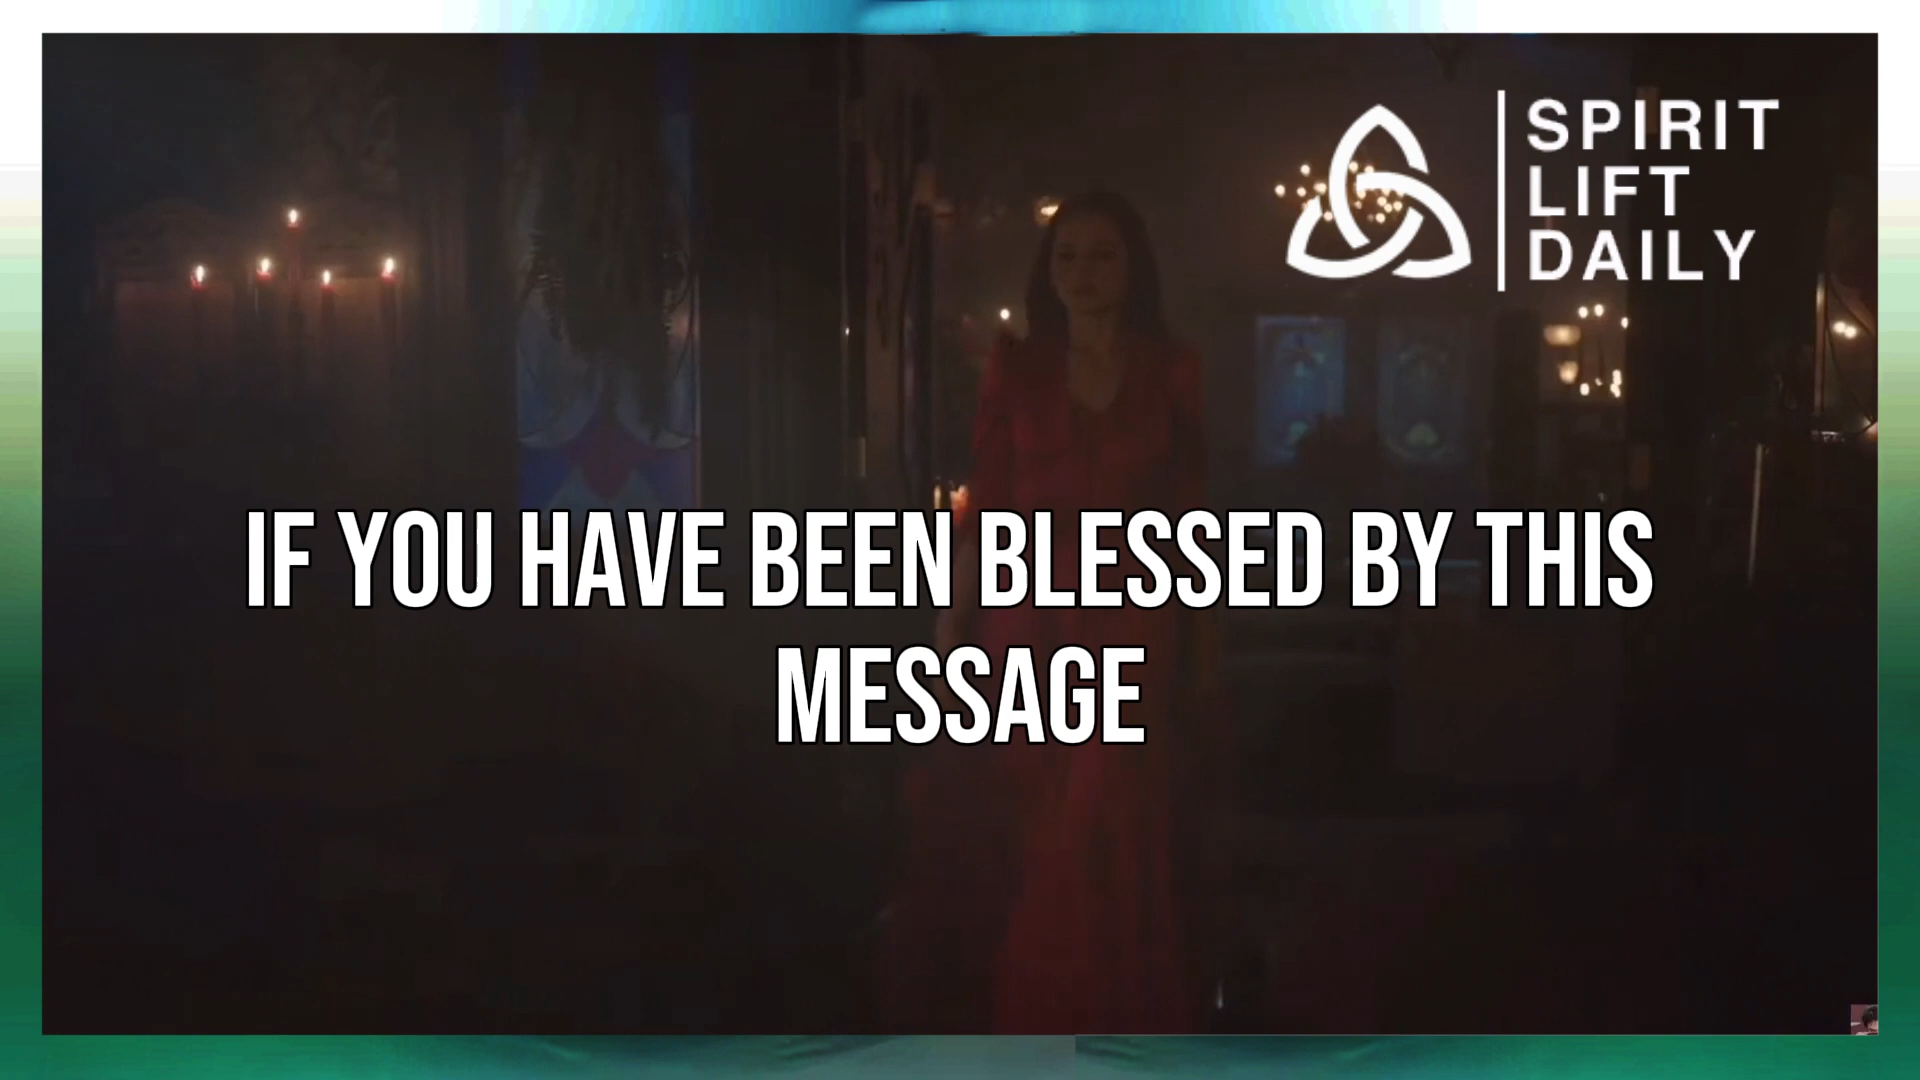 SPIRIT
LIFT
DAILY
IF YOU HAVE BEEN BLESSED BY THIS
MESSAGE